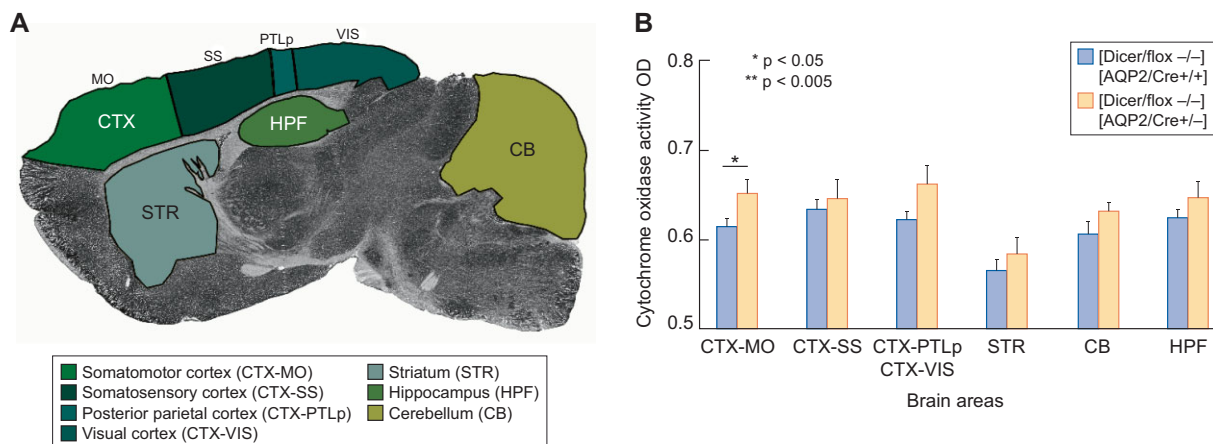 A
MO
SS
PTLp
VIS
CTX
HPF
STR
CB
Somatomotor cortex (CTX-MO)
Somatosensory cortex (CTX-SS)
Posterior parietal cortex (CTX-PTLp)
Visual cortex (CTX-VIS)
Striatum (STR)
Hippocampus (HPF)
Cerebellum (CB)
B
* p < 0.05
** p < 0.005
[Dicer/flox –/–]
[AQP2/Cre+/+]
[Dicer/flox –/–]
[AQP2/Cre+/–]
Cytochrome oxidase activity OD
0.8
0.7
0.6
0.5
*
CTX-MO
CTX-SS
CTX-PTLp
CTX-VIS
STR
CB
HPF
Brain areas